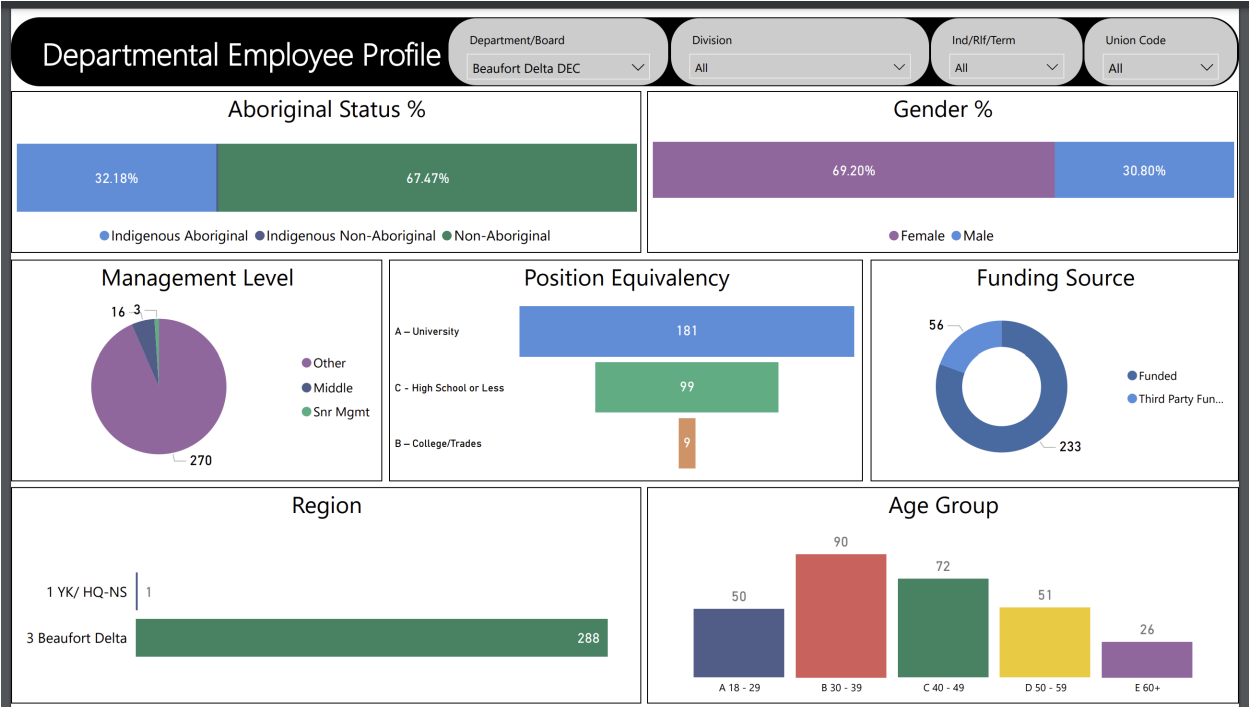 Departmental Employee Profile
Department/Board
Beaufort Delta DEC
Division
All
Ind/Rlf/Term
All
Union Code
All
Aboriginal Status %
32.18%
67.47%
Indigenous Aboriginal
Indigenous Non-Aboriginal
Non-Aboriginal
Gender %
69.20%
30.80%
Female
Male
Management Level
16
3
270
Other
Middle
Snr Mgmt
Position Equivalency
A – University
181
C - High School or Less
99
B – College/Trades
9
Funding Source
56
233
Funded
Third Party Fun...
Region
1 YK/ HQ-NS
1
3 Beaufort Delta
288
Age Group
50
90
72
51
26
A 18 - 29
B 30 - 39
C 40 - 49
D 50 - 59
E 60+